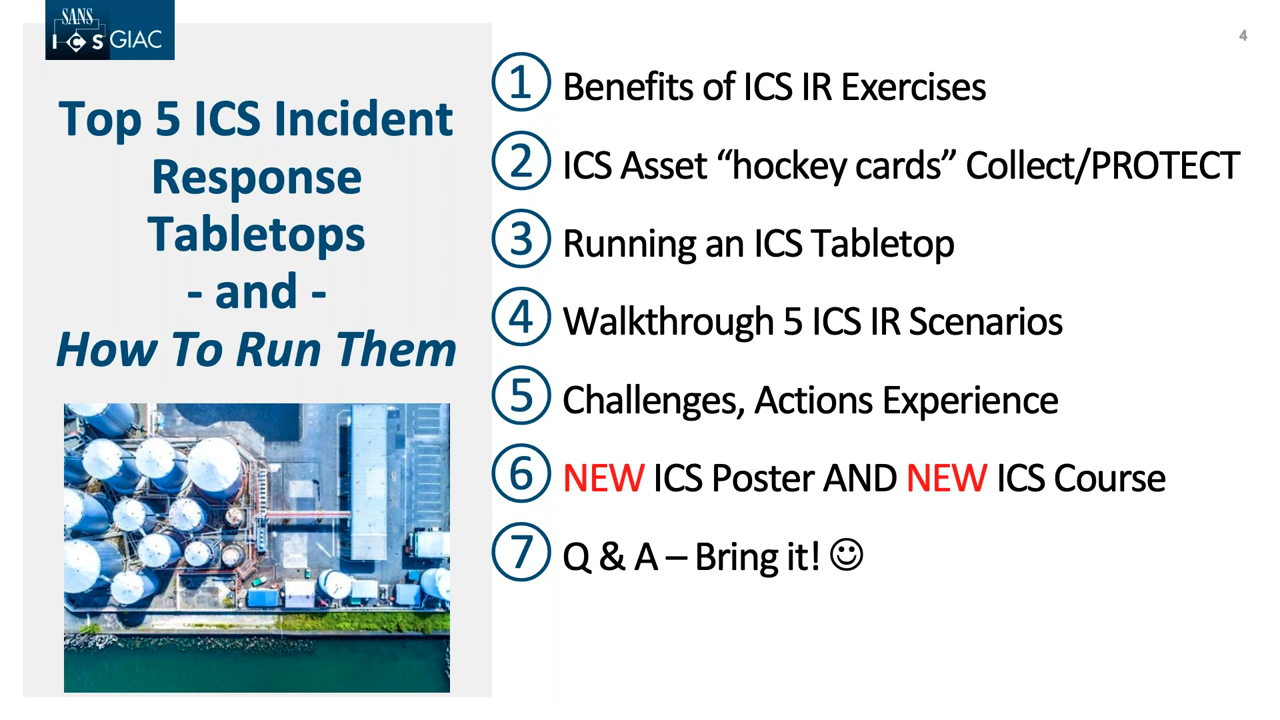 SANS
ICS GIAC
4
Top 5 ICS Incident
Response
Tabletops
- and -
How To Run Them
1 Benefits of ICS IR Exercises
2 ICS Asset “hockey cards” Collect/PROTECT
3 Running an ICS Tabletop
4 Walkthrough 5 ICS IR Scenarios
5 Challenges, Actions Experience
6 NEW ICS Poster AND NEW ICS Course
7 Q & A – Bring it! ☺